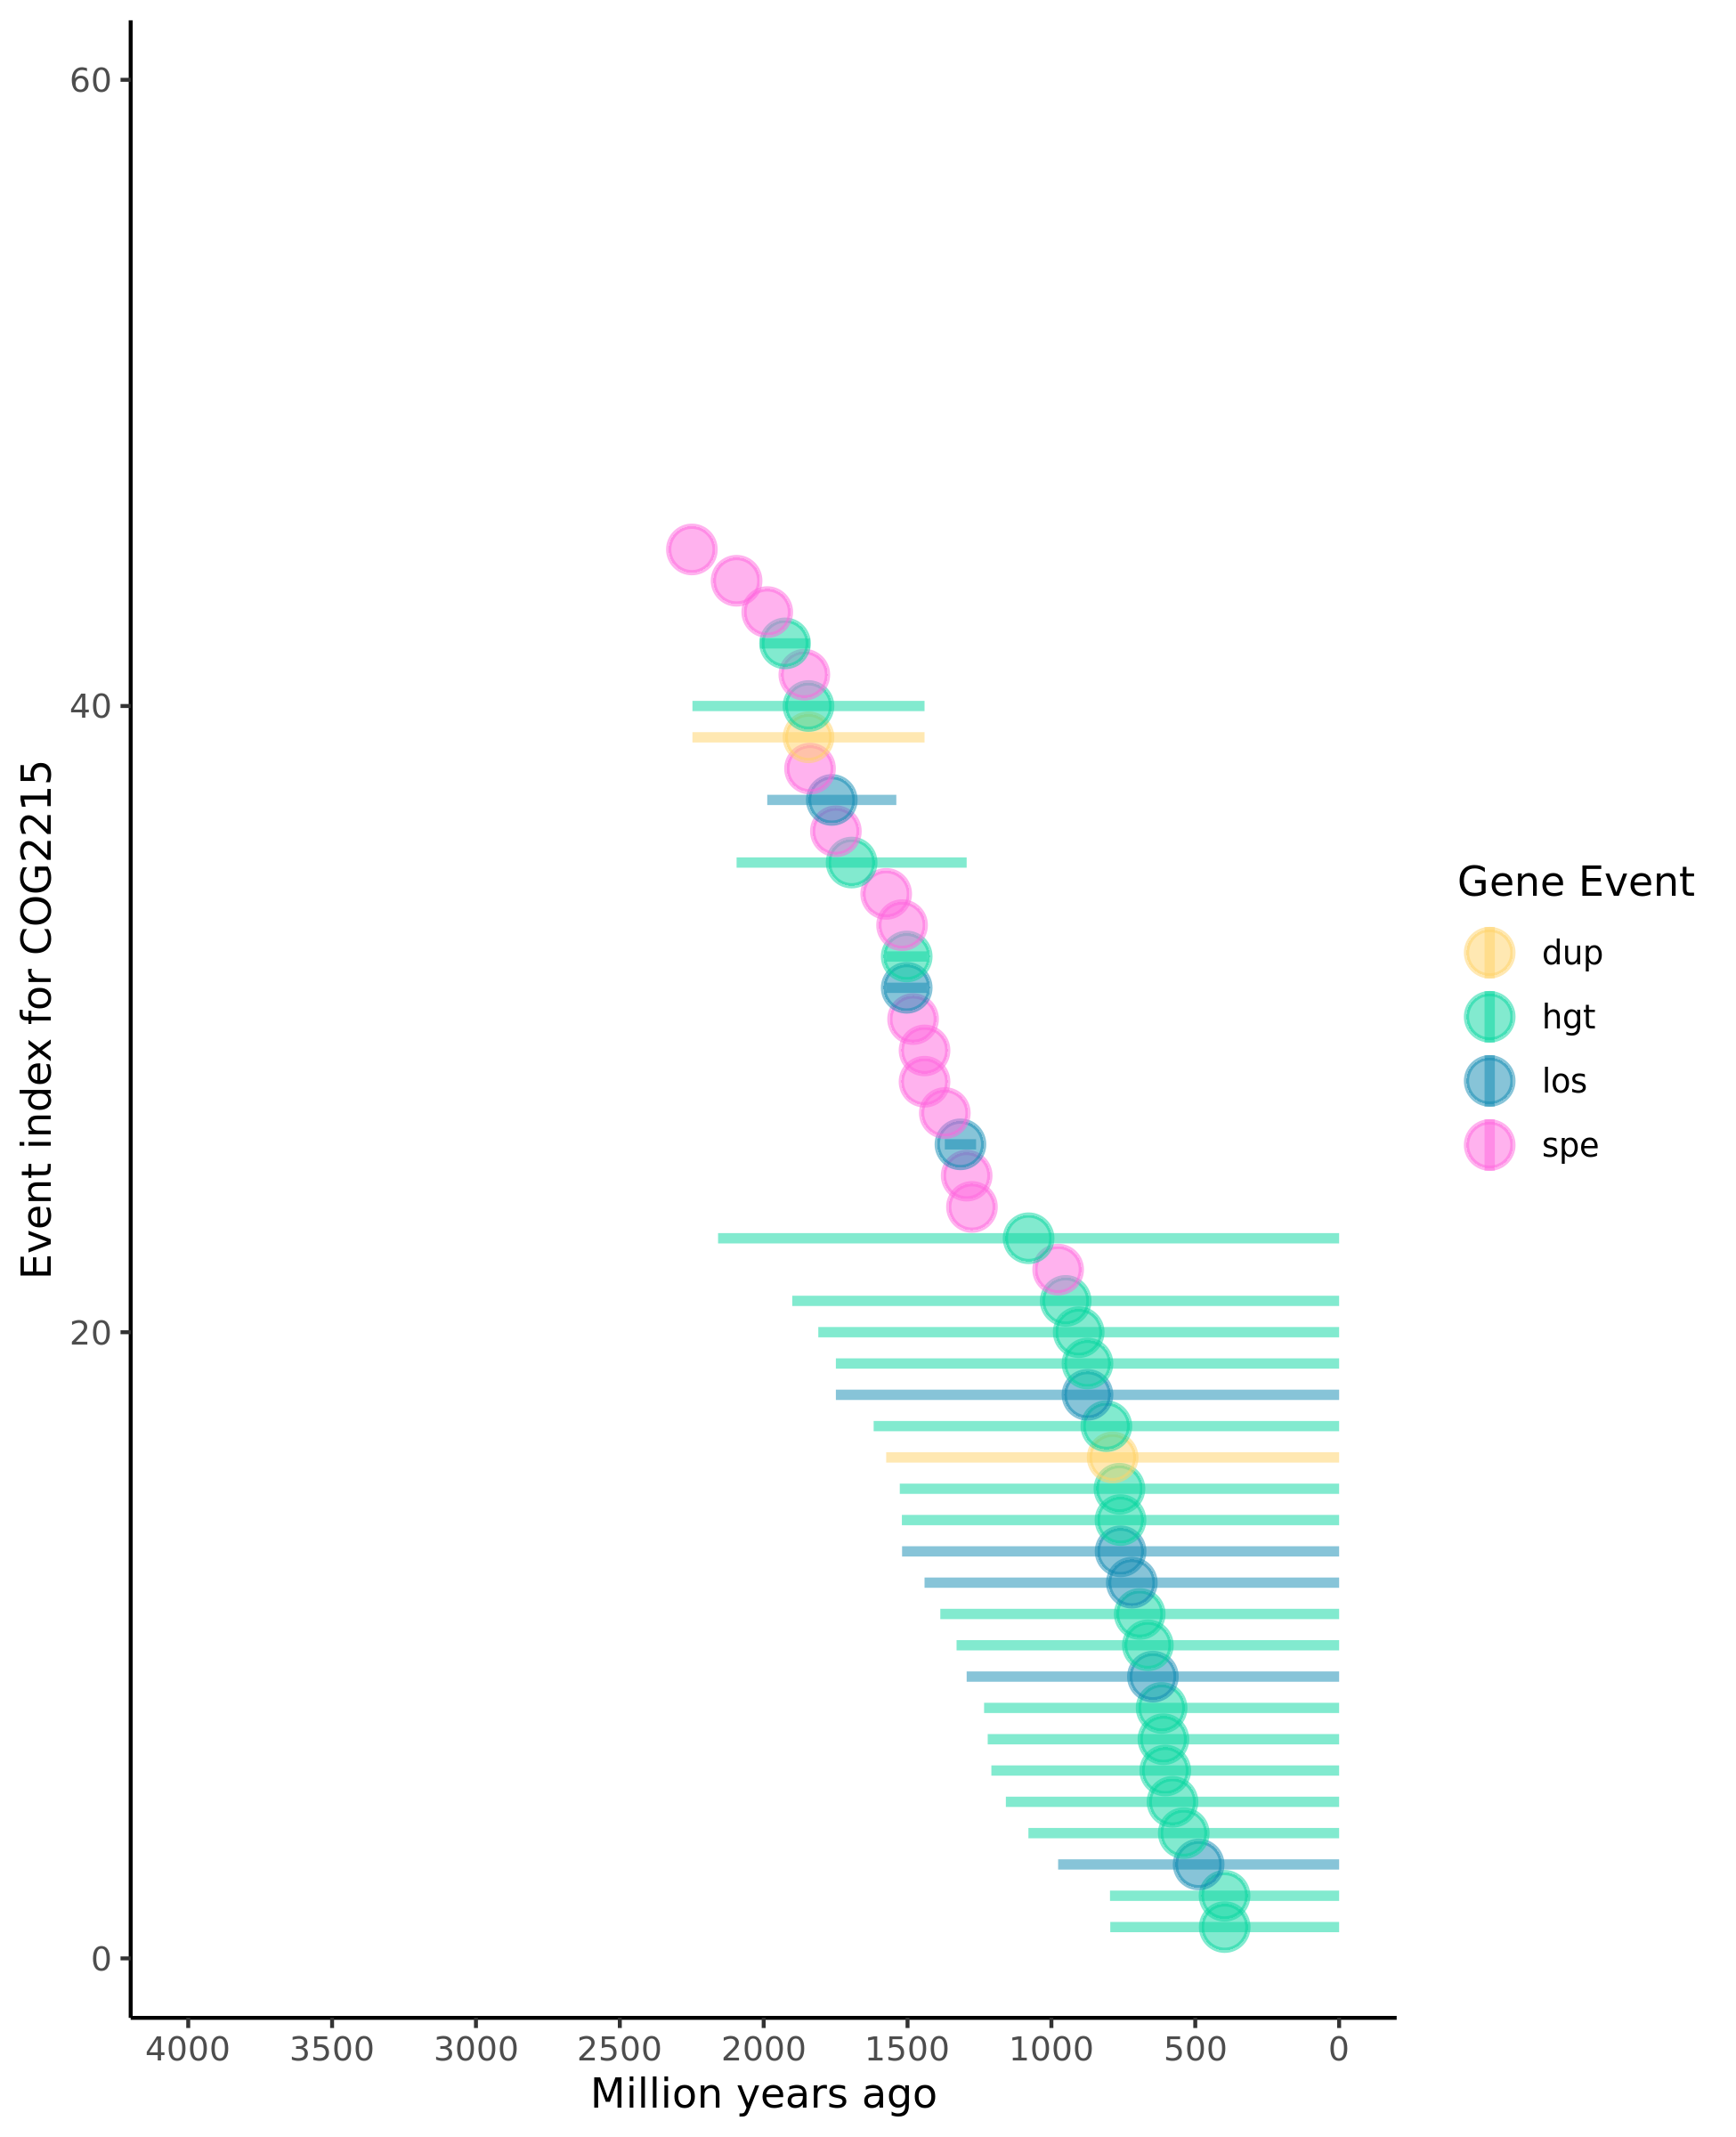 60
40
20
0
Event index for COG2215
4000 3500 3000 2500 2000 1500 1000 500 0
Million years ago
Gene Event
dup
hgt
los
spe